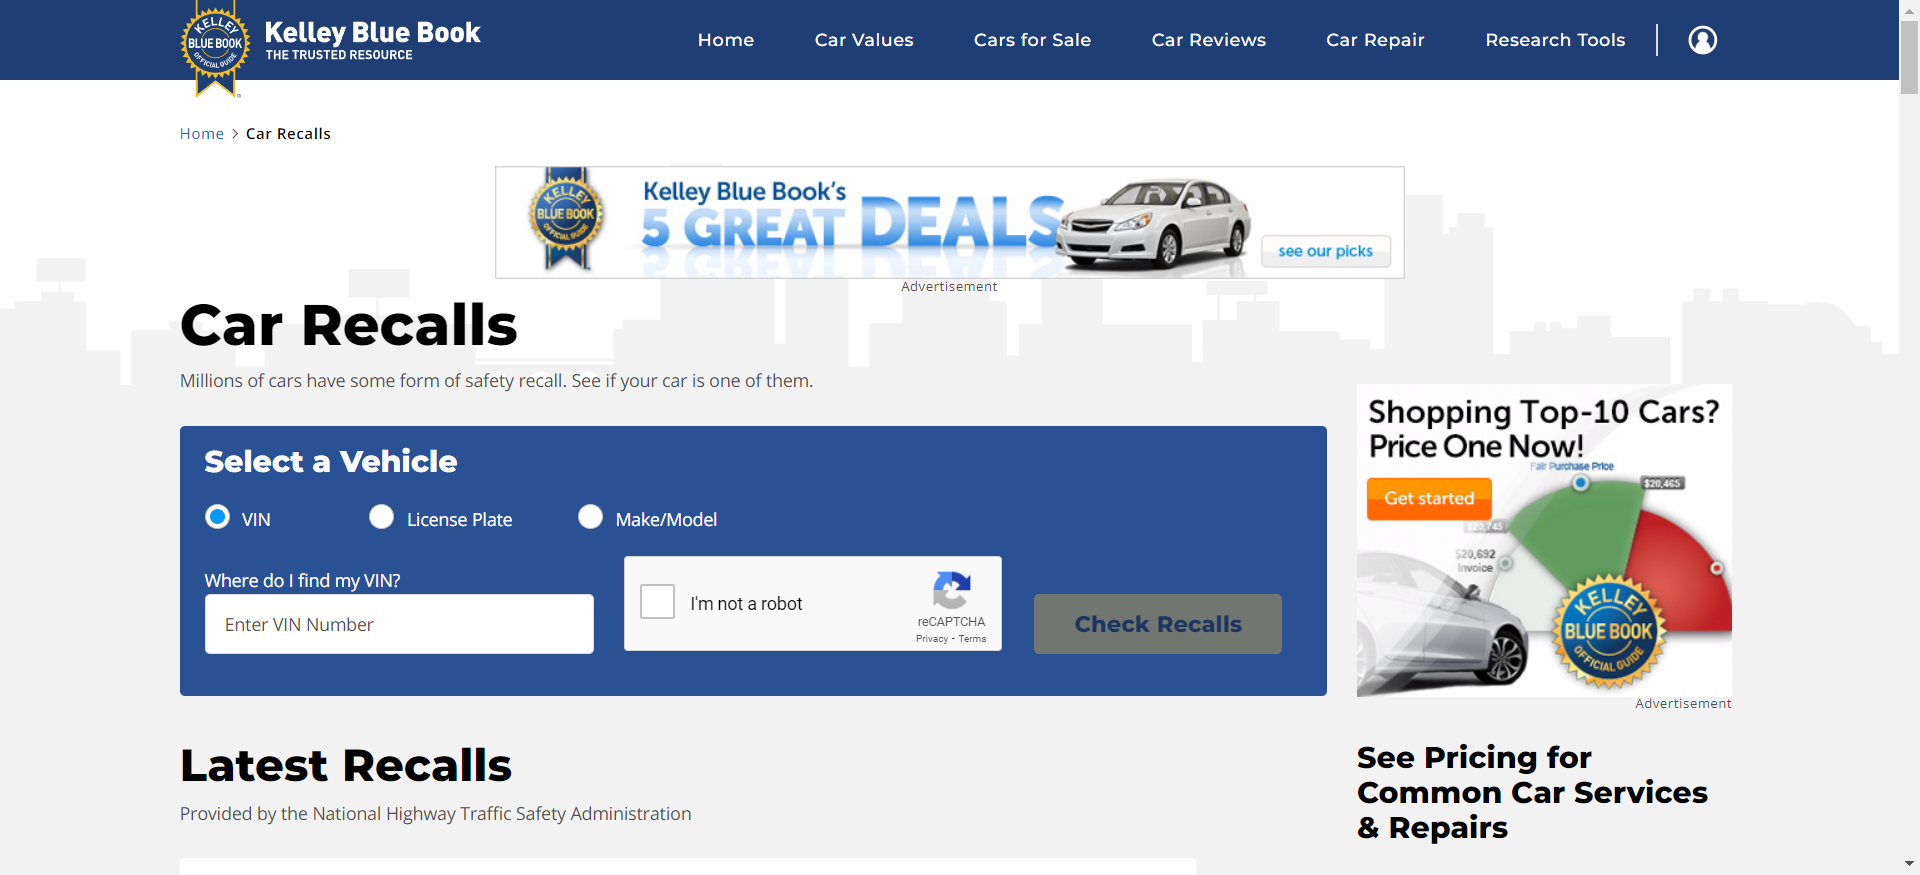 KELLEY
BLUE BOOK
OFFICIAL GUIDE
Kelley Blue Book
THE TRUSTED RESOURCE
Home
Car Values
Cars for Sale
Car Reviews
Car Repair
Research Tools
Home > Car Recalls
KELLEY
BLUE BOOK
OFFICIAL GUIDE
Kelley Blue Book's
5 GREAT DEALS
see our picks
Advertisement
Car Recalls
Millions of cars have some form of safety recall. See if your car is one of them.
Select a Vehicle
VIN
License Plate
Make/Model
Where do I find my VIN?
Enter VIN Number
I'm not a robot
reCAPTCHA
Privacy - Terms
Check Recalls
Shopping Top-10 Cars?
Price One Now!
Fair Purchase Price
Get started
$20,465
$20,745
$20,692
Invoice
KELLEY
BLUE BOOK
OFFICIAL GUIDE
Advertisement
Latest Recalls
Provided by the National Highway Traffic Safety Administration
See Pricing for
Common Car Services
& Repairs